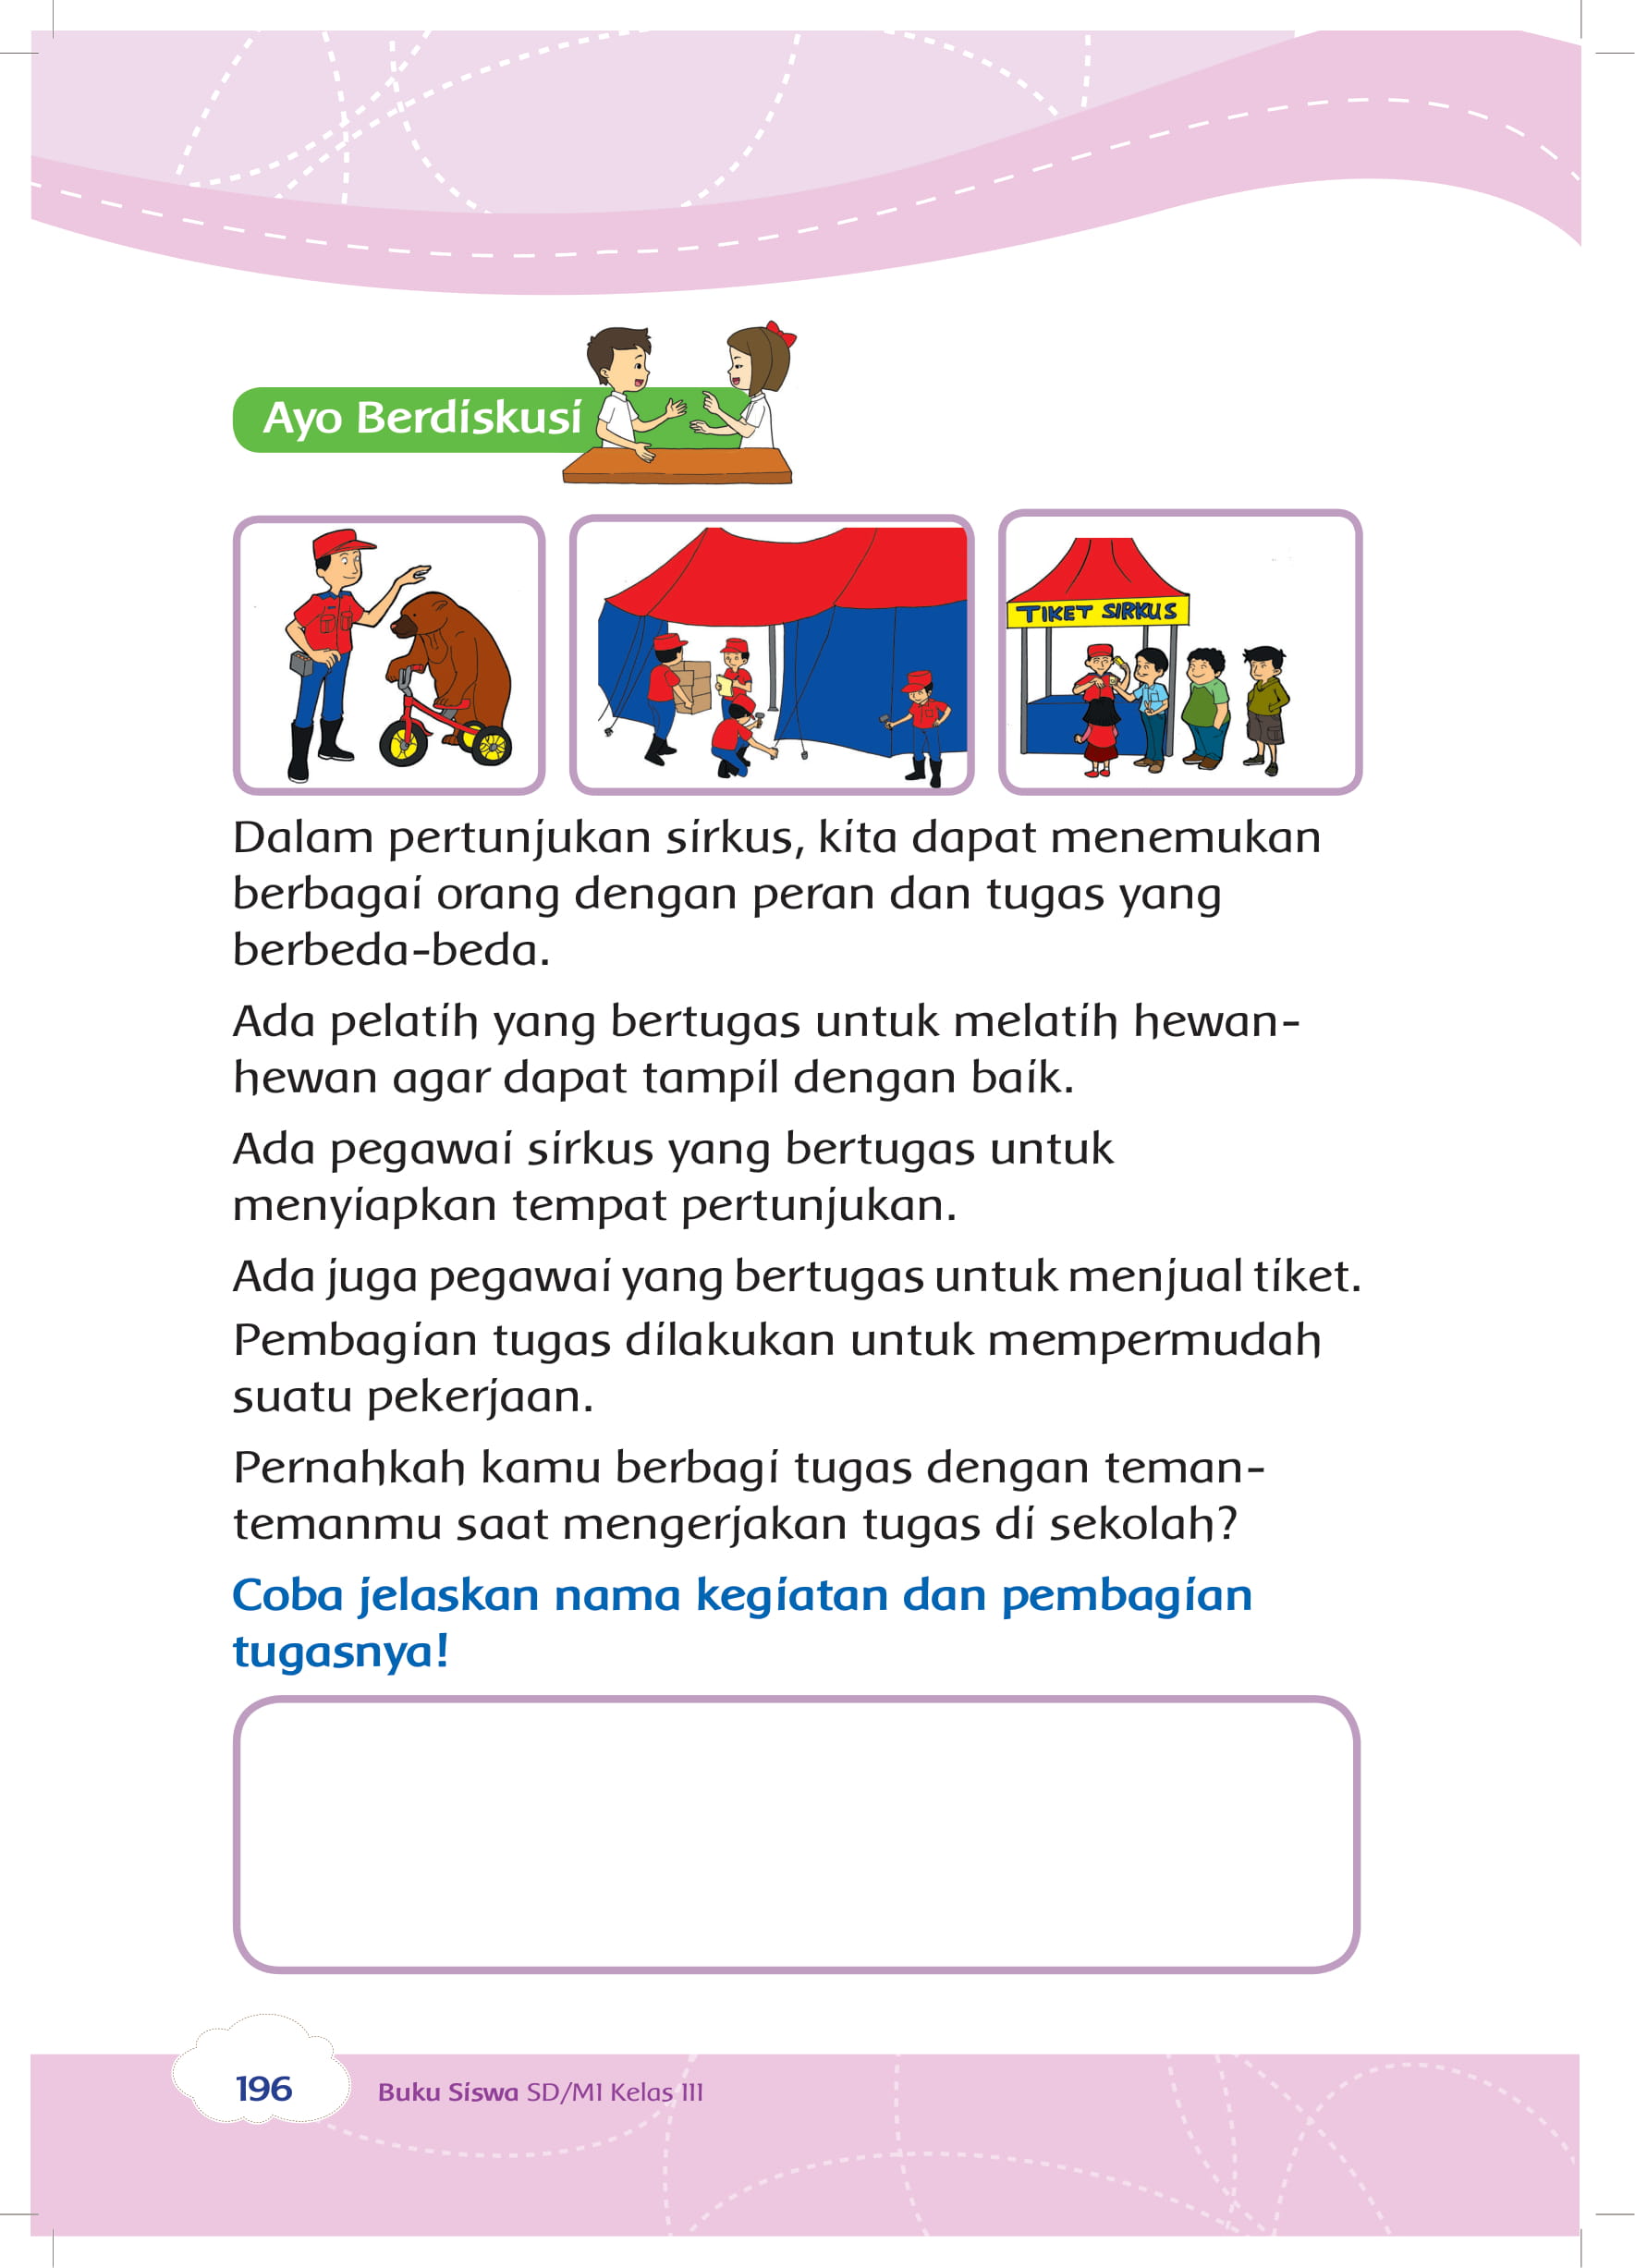 Ayo Berdiskusi
TIKET SIRKUS
Dalam pertunjukan sirkus, kita dapat menemukan
berbagai orang dengan peran dan tugas yang
berbeda-beda.
Ada pelatih yang bertugas untuk melatih hewan-
hewan agar dapat tampil dengan baik.
Ada pegawai sirkus yang bertugas untuk
menyiapkan tempat pertunjukan.
Ada juga pegawai yang bertugas untuk menjual tiket.
Pembagian tugas dilakukan untuk mempermudah
suatu pekerjaan.
Pernahkah kamu berbagi tugas dengan teman-
temanmu saat mengerjakan tugas di sekolah?
Coba jelaskan nama kegiatan dan pembagian
tugasnya!
196
Buku Siswa SD/MI Kelas III